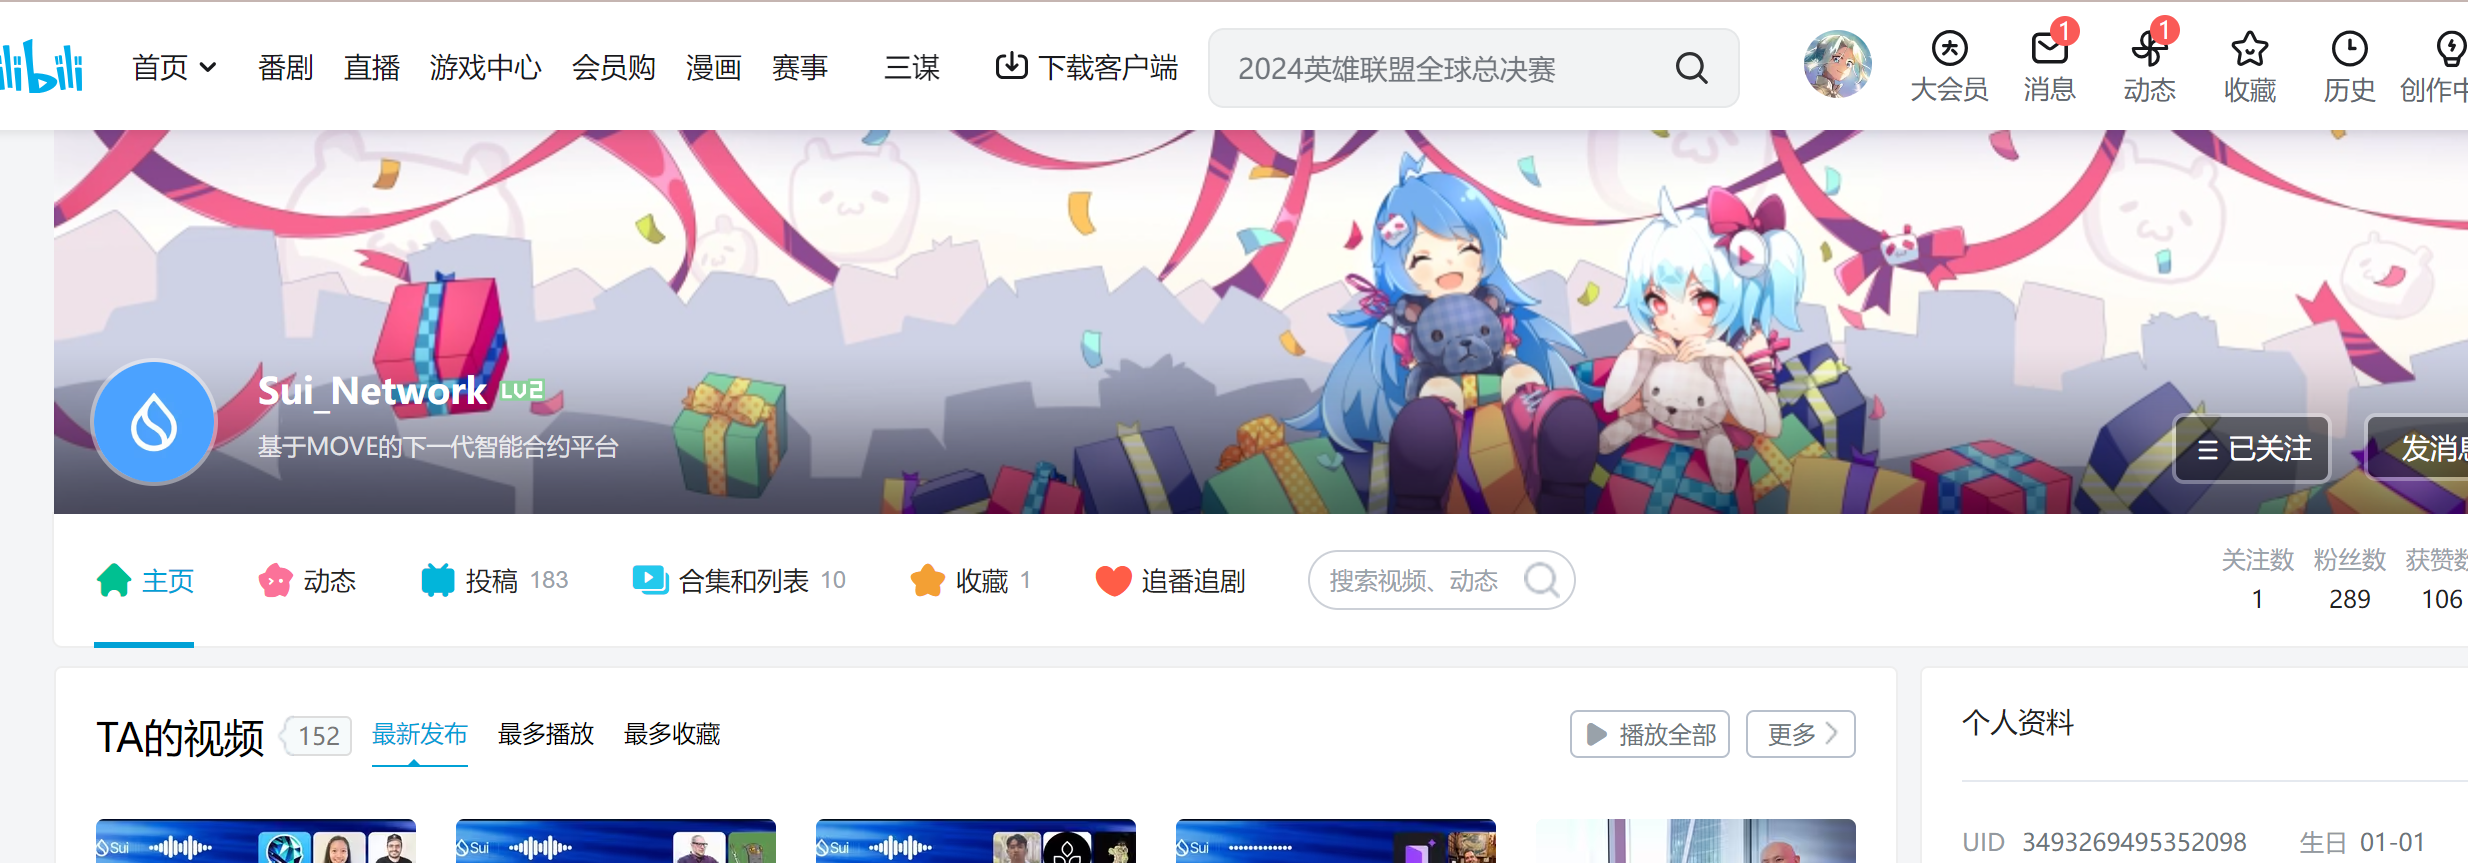 首页 番剧 直播 游戏中心 会员购 漫画 赛事 三谋 下载客户端 2024英雄联盟全球总决赛 大会员 消息 1 动态 1 收藏 历史 创作中
Sui_Network LV2
基于MOVE的下一代智能合约平台
已关注 发消息
主页 动态 投稿 183 合集和列表 10 收藏 1 追番追剧 搜索视频、动态
关注数 粉丝数 获赞数
1 289 106
TA的视频 152 最新发布 最多播放 最多收藏 播放全部 更多
个人资料
UID 3493269495352098 生日 01-01
Sui Sui Sui Sui